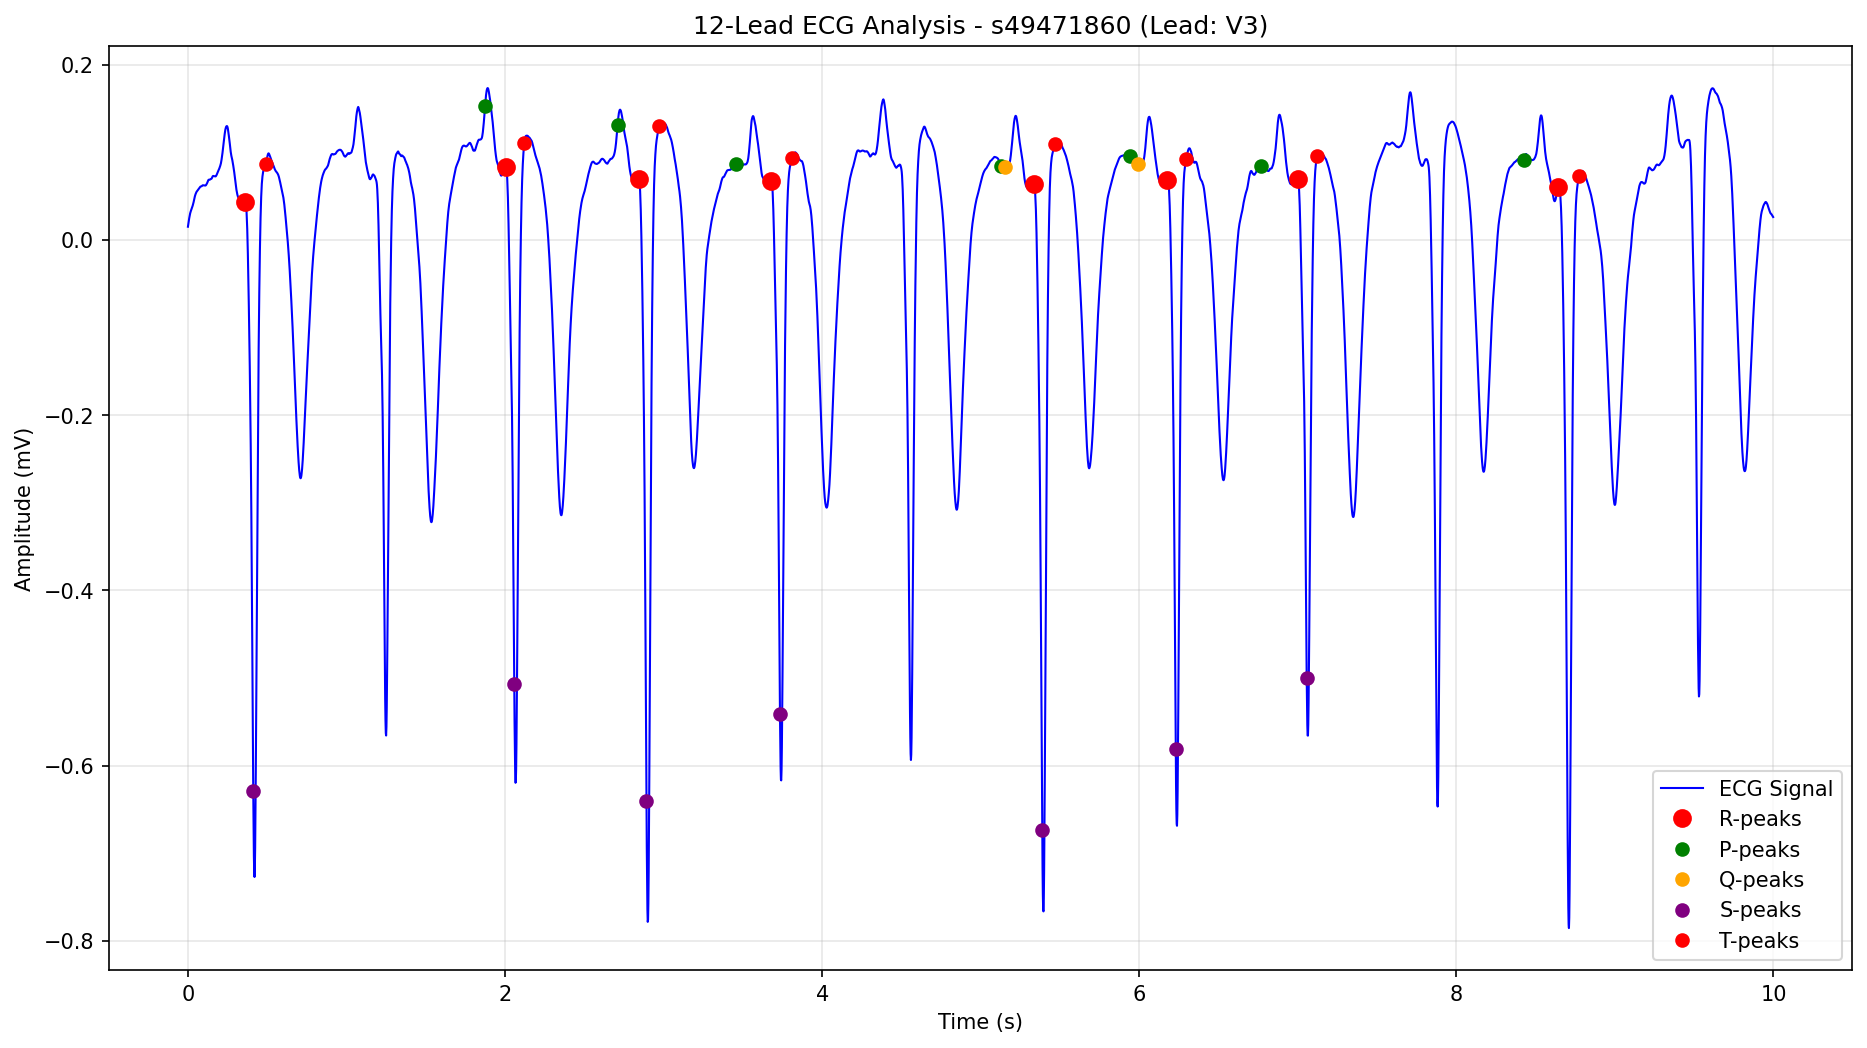 12-Lead ECG Analysis - s49471860 (Lead: V3)
0.2
0.0
−0.2
−0.4
−0.6
−0.8
Amplitude (mV)
0 2 4 6 8 10
Time (s)
ECG Signal
R-peaks
P-peaks
Q-peaks
S-peaks
T-peaks